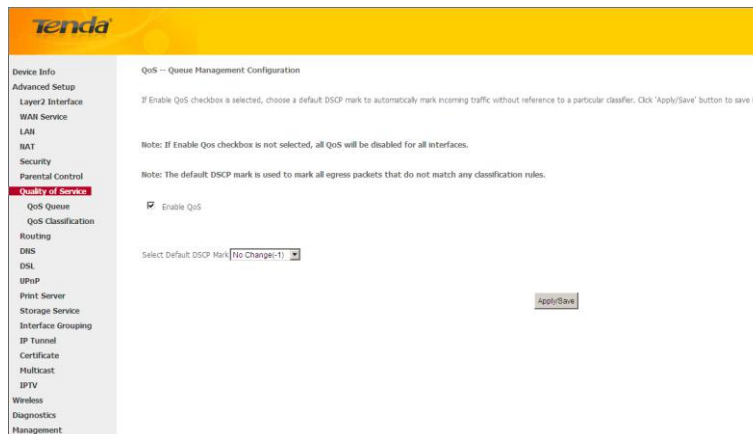 Tenda
Device Info
Advanced Setup
Layer2 Interface
WAN Service
LAN
NAT
Security
Parental Control
Quality of Service
QoS Queue
QoS Classification
Routing
DNS
DSL
UPnP
Print Server
Storage Service
Interface Grouping
IP Tunnel
Certificate
Multicast
IPTV
Wireless
Diagnostics
Management
QoS -- Queue Management Configuration
If Enable QoS checkbox is selected, choose a default DSCP mark to automatically mark incoming traffic without reference to a particular classifier. Click 'Apply/Save' button to save
Note: If Enable Qos checkbox is not selected, all QoS will be disabled for all interfaces.
Note: The default DSCP mark is used to mark all egress packets that do not match any classification rules.
Enable QoS
Select Default DSCP Mark No Change(-1)
Apply/Save